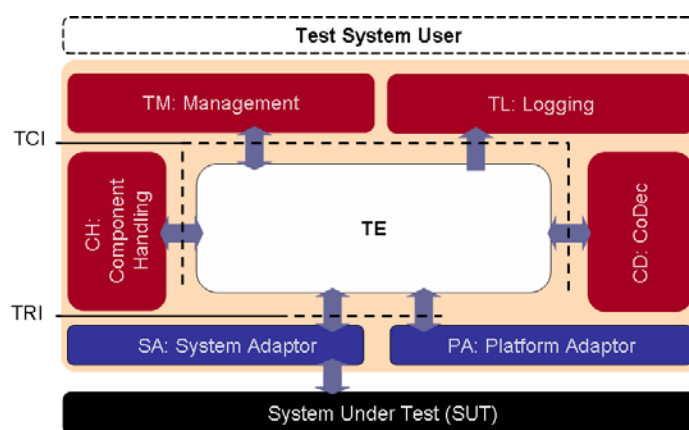 Test System User
TM: Management
TL: Logging
TCI
CH:
Component
Handling
TE
CD: CoDec
TRI
SA: System Adaptor
PA: Platform Adaptor
System Under Test (SUT)